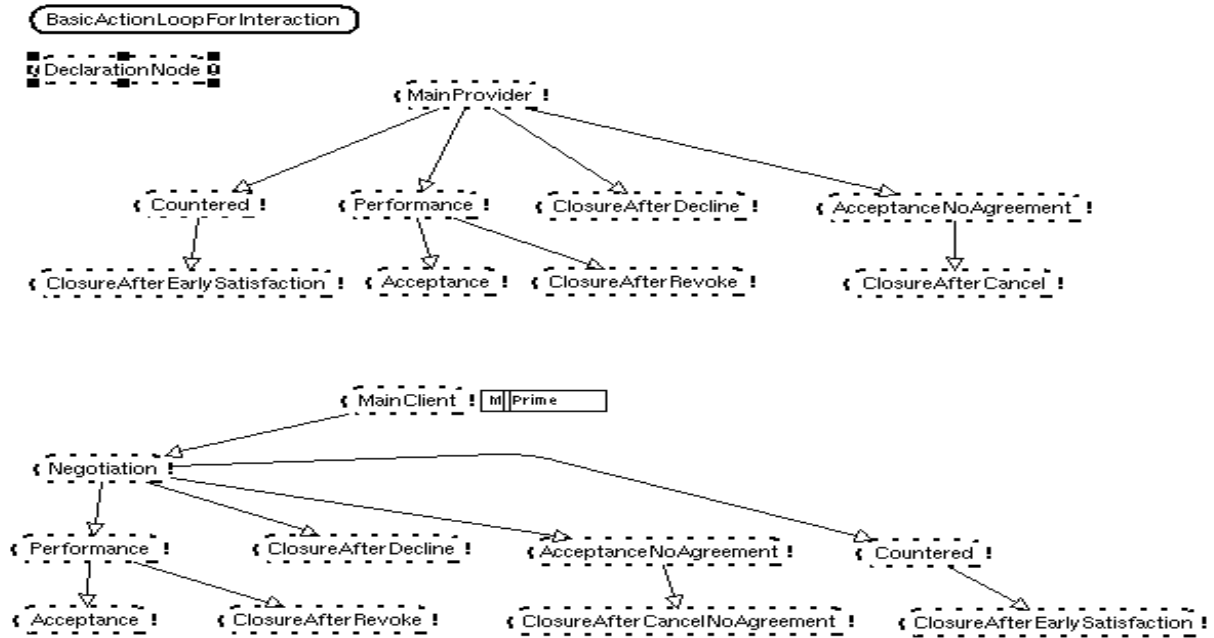 BasicActionLoopForInteraction
DeclarationNode
MainProvider !
Countered ! Performance ! ClosureAfterDecline ! AcceptanceNoAgreement !
ClosureAfterEarlySatisfaction ! Acceptance ! ClosureAfterRevoke ! ClosureAfterCancel !
MainClient ! M Prime
Negotiation !
Performance ! ClosureAfterDecline ! AcceptanceNoAgreement ! Countered !
Acceptance ! ClosureAfterRevoke ! ClosureAfterCancelNoAgreement ! ClosureAfterEarlySatisfaction !